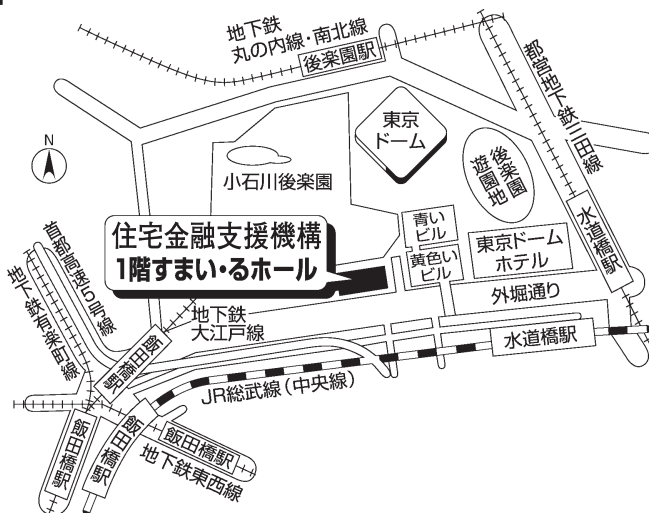 地下鉄
丸の内線・南北線
後楽園駅
都営地下鉄三田線
東京
ドーム
N
小石川後楽園
後楽園
遊園地
青い
ビル
水道橋駅
住宅金融支援機構
1階すまい・るホール
黄色い
ビル
東京ドーム
ホテル
首都高速5号線
地下鉄有楽町線
地下鉄
大江戸線
外堀通り
水道橋駅
飯田橋駅
JR総武線(中央線)
飯田橋駅
飯田橋駅
飯田橋駅
地下鉄東西線